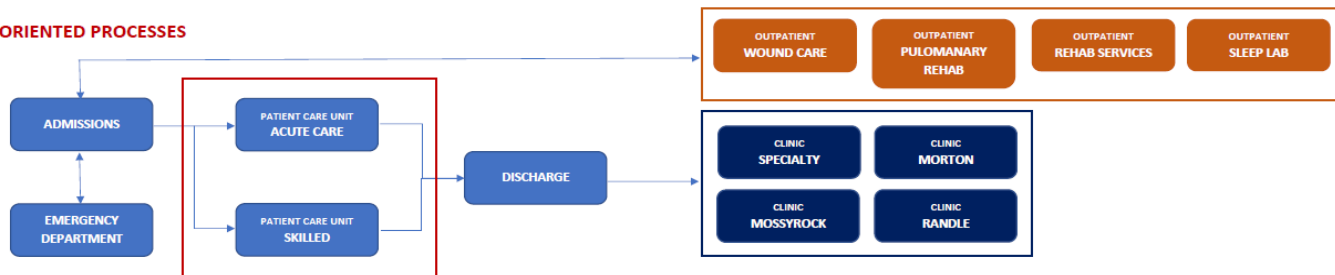 ORIENTED PROCESSES
OUTPATIENT
WOUND CARE
OUTPATIENT
PULOMANARY
REHAB
OUTPATIENT
REHAB SERVICES
OUTPATIENT
SLEEP LAB
ADMISSIONS
PATIENT CARE UNIT
ACUTE CARE
DISCHARGE
EMERGENCY
DEPARTMENT
PATIENT CARE UNIT
SKILLED
CLINIC
SPECIALTY
CLINIC
MORTON
CLINIC
MOSSYROCK
CLINIC
RANDLE